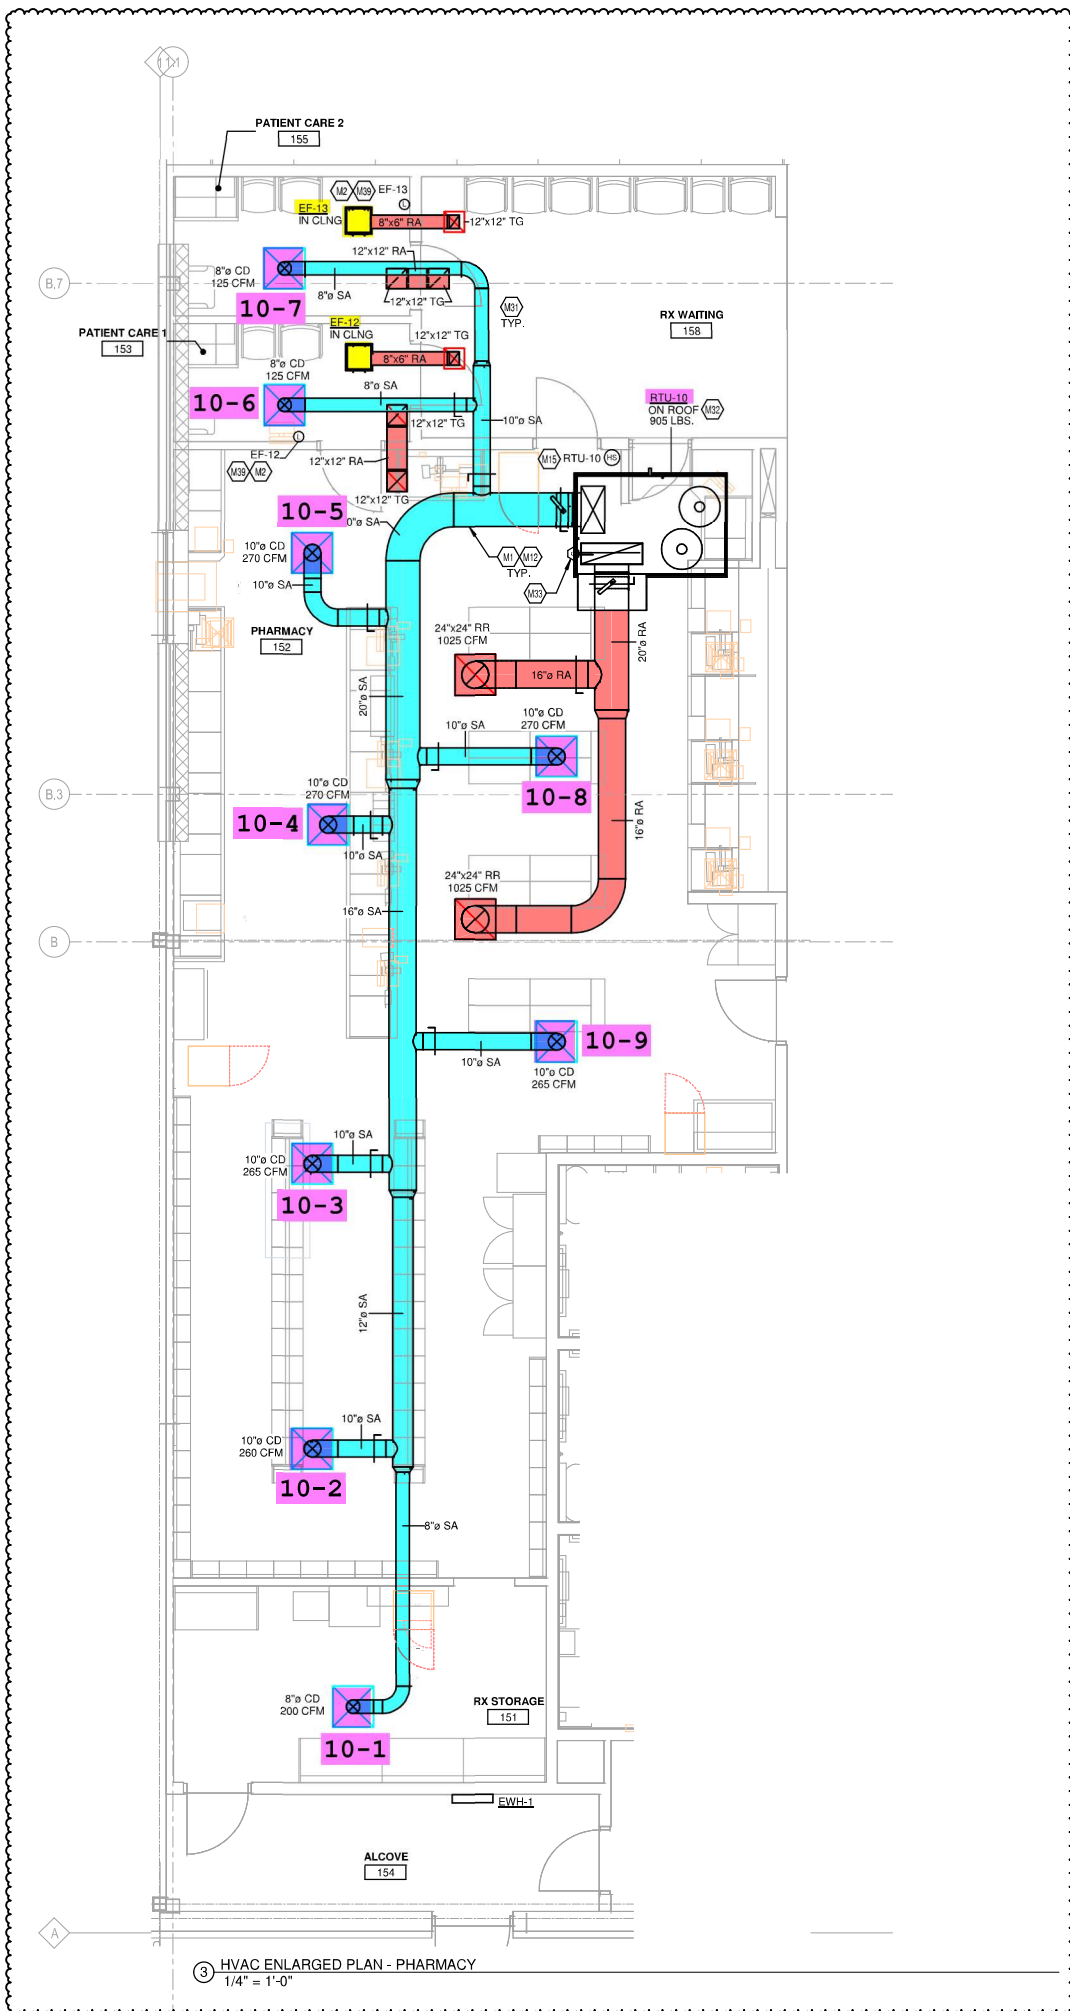 11.1
PATIENT CARE 2
155
M2
M39
EF-13
L
EF-13
IN CLNG
8"x6" RA
12"x12" TG
12"x12" RA
8"ø CD
125 CFM
B.7
8"ø SA
12"x12" TG
10-7
M31
TYP.
RX WAITING
158
PATIENT CARE 1
153
EF-12
IN CLNG
12"x12" TG
8"x6" RA
8"ø CD
125 CFM
8"ø SA
10-6
RTU-10
ON ROOF
905 LBS.
M32
12"x12" TG
10"ø SA
L
EF-12
M39
M2
12"x12" RA
M15
RTU-10
HS
12"x12" TG
10-5
0"ø SA
10"ø CD
270 CFM
M1
M12
TYP.
10"ø SA
M33
PHARMACY
152
24"x24" RR
1025 CFM
20"ø RA
16"ø RA
20"ø SA
10"ø SA
10"ø CD
270 CFM
10"ø CD
270 CFM
B.3
10-8
10-4
16"ø RA
10"ø SA
24"x24" RR
1025 CFM
16"ø SA
B
10-9
10"ø SA
10"ø CD
265 CFM
10"ø SA
10"ø CD
265 CFM
10-3
12"ø SA
10"ø SA
10"ø CD
260 CFM
10-2
8"ø SA
8"ø CD
200 CFM
RX STORAGE
151
10-1
EWH-1
ALCOVE
154
A
3
HVAC ENLARGED PLAN - PHARMACY
1/4" = 1'-0"